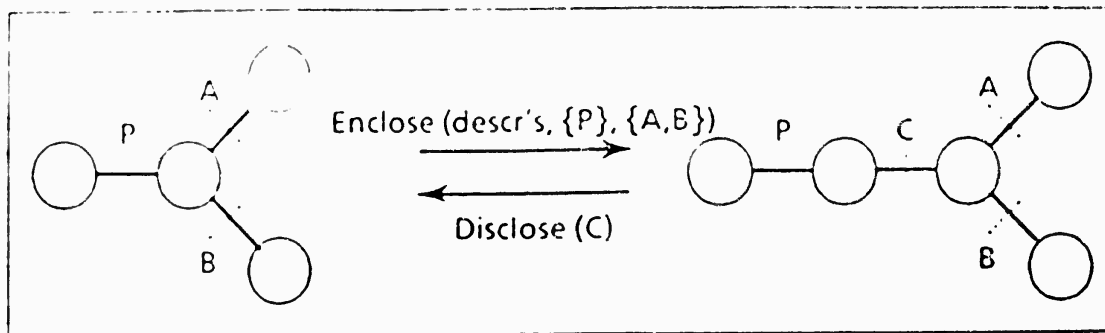 A
P
B
Enclose (descr's, {P}, {A,B})
Disclose (C)
A
P
C
B